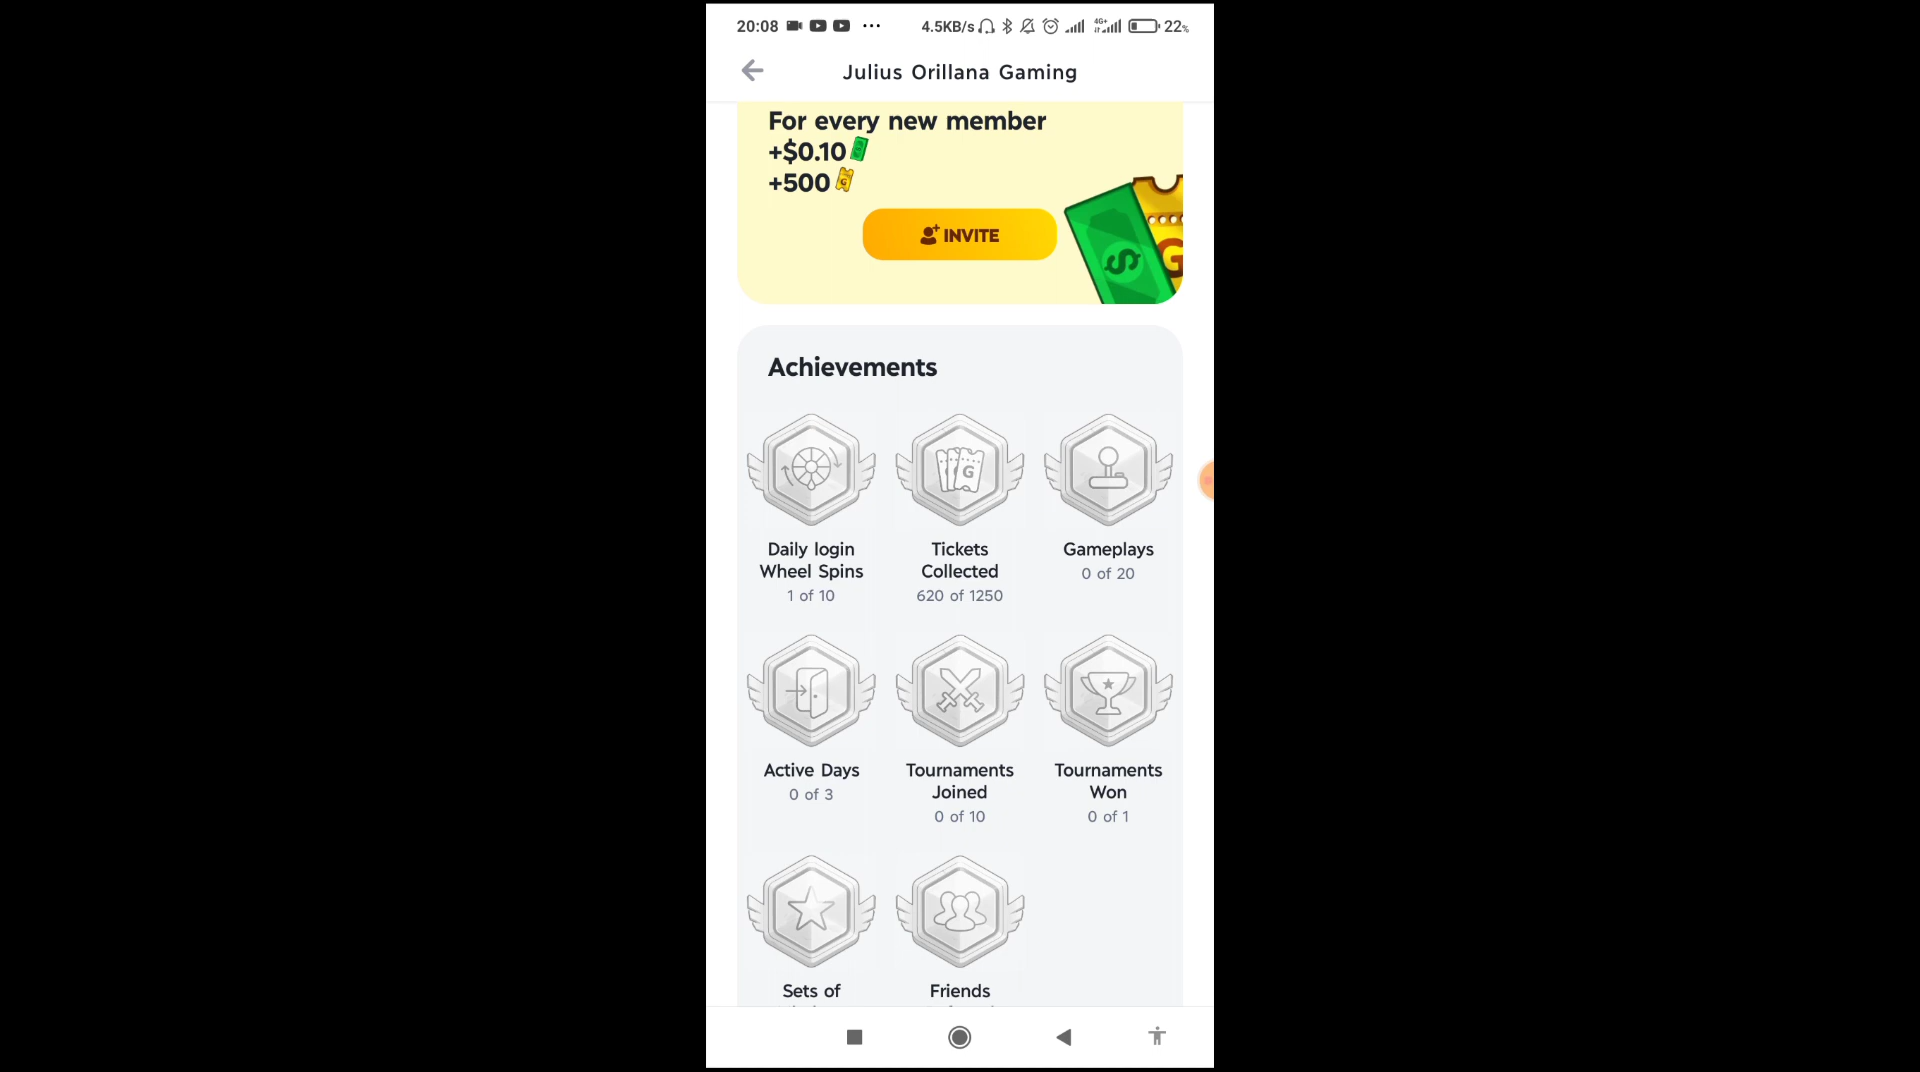 20:08 4.5KB/s 4G+ 22%
Julius Orillana Gaming
For every new member
+$0.10
+500
INVITE
Achievements
Daily login
Wheel Spins
1 of 10
Tickets
Collected
620 of 1250
Gameplays
0 of 20
Active Days
0 of 3
Tournaments
Joined
0 of 10
Tournaments
Won
0 of 1
Sets of
Friends